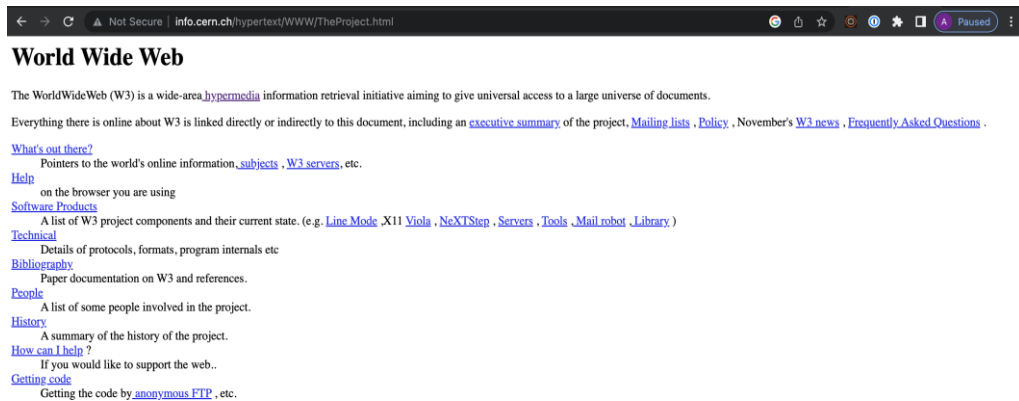 Not Secure | info.cern.ch/hypertext/WWW/TheProject.html A Paused
World Wide Web
The WorldWideWeb (W3) is a wide-area hypermedia information retrieval initiative aiming to give universal access to a large universe of documents.
Everything there is online about W3 is linked directly or indirectly to this document, including an executive summary of the project, Mailing lists , Policy , November's W3 news , Frequently Asked Questions .
What's out there?
Pointers to the world's online information, subjects , W3 servers, etc.
Help
on the browser you are using
Software Products
A list of W3 project components and their current state. (e.g. Line Mode ,X11 Viola , NeXTStep , Servers , Tools , Mail robot , Library )
Technical
Details of protocols, formats, program internals etc
Bibliography
Paper documentation on W3 and references.
People
A list of some people involved in the project.
History
A summary of the history of the project.
How can I help ?
If you would like to support the web..
Getting code
Getting the code by anonymous FTP , etc.